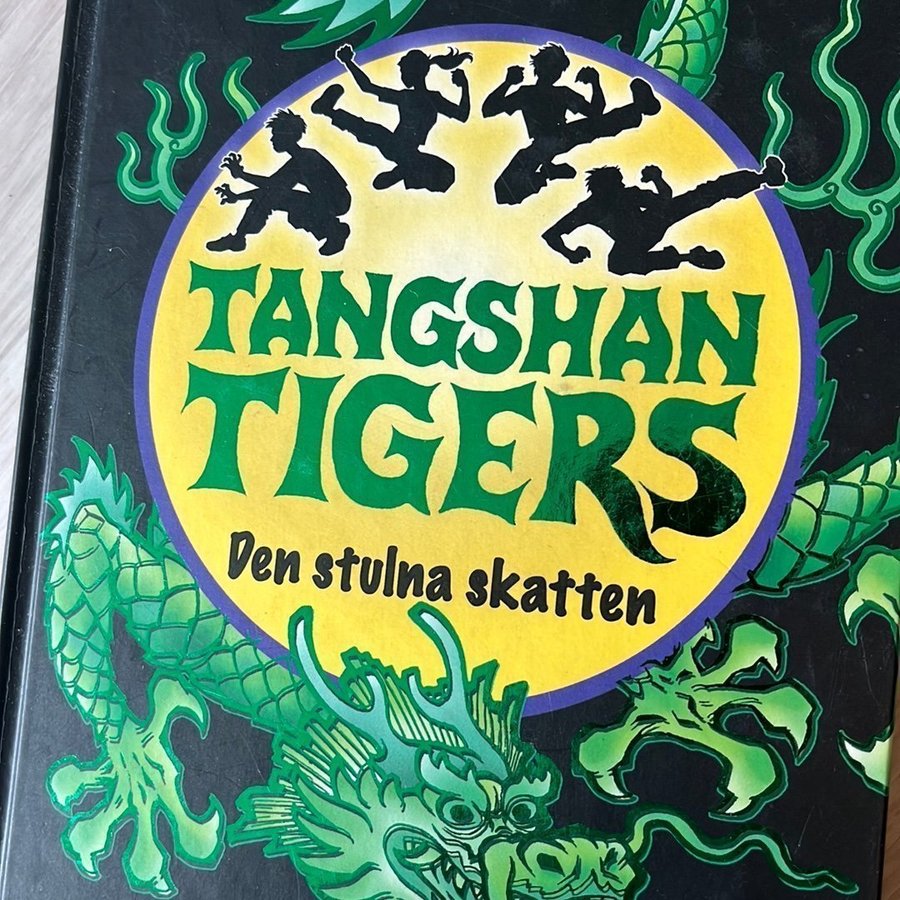 TANGSHAN
TIGERS
Den stulna skatten